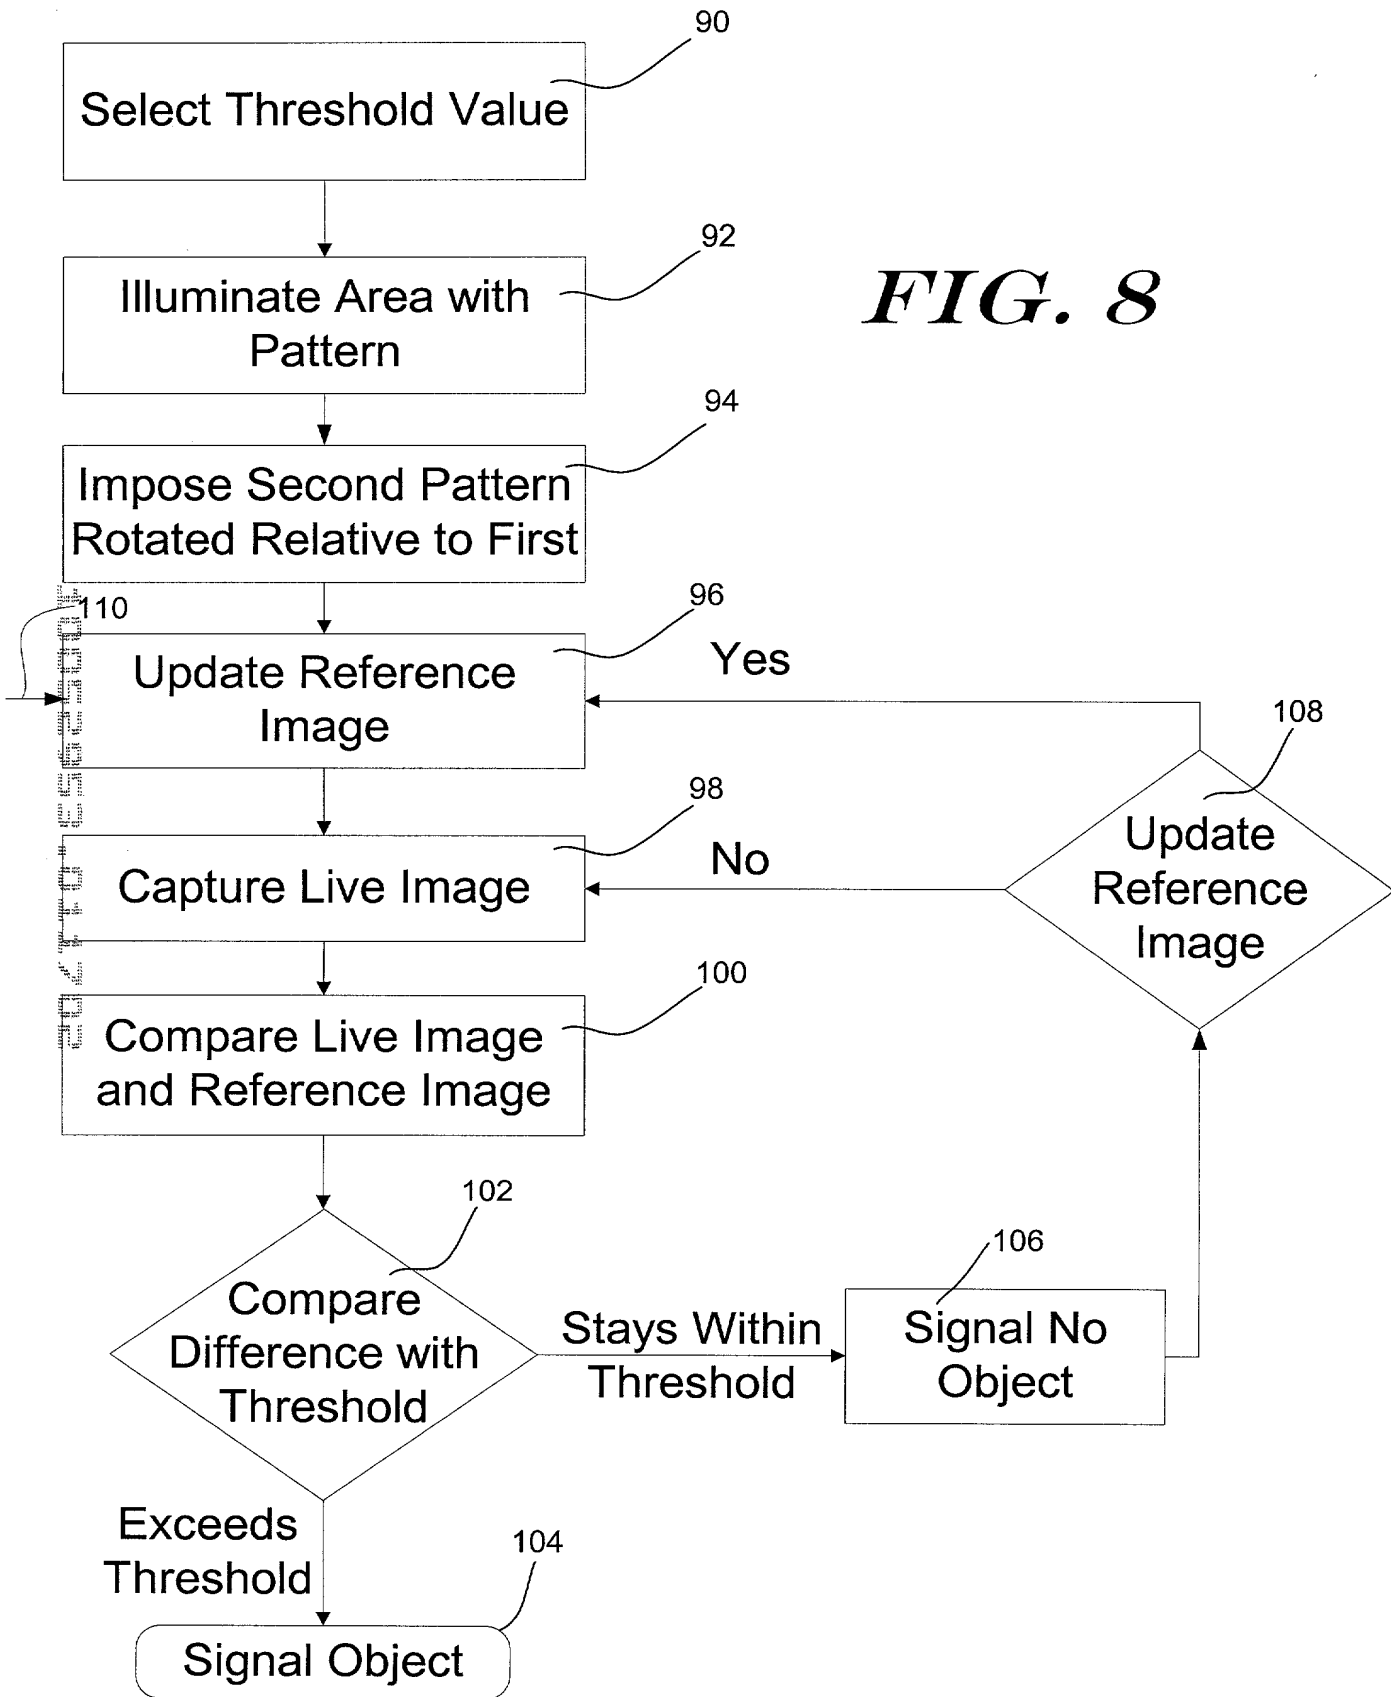 90
Select Threshold Value
92
Illuminate Area with
Pattern
FIG. 8
94
Impose Second Pattern
Rotated Relative to First
110
96
Update Reference
Image
Yes
108
98
Capture Live Image
No
Update
Reference
Image
100
Compare Live Image
and Reference Image
102
Compare
Difference with
Threshold
Stays Within
Threshold
106
Signal No
Object
Exceeds
Threshold
104
Signal Object